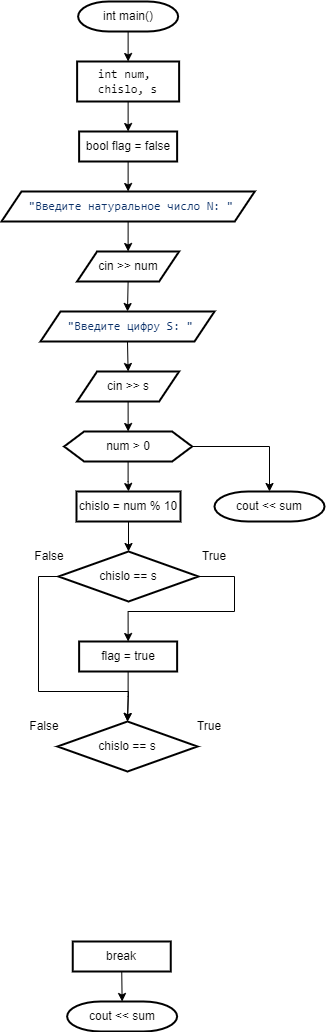 int main()
int num,
chislo, s
bool flag = false
"Введите натуральное число N: "
cin >> num
"Введите цифру S: "
cin >> s
num > 0
chislo = num % 10
cout << sum
False
True
chislo == s
flag = true
False
True
chislo == s
break
cout << sum